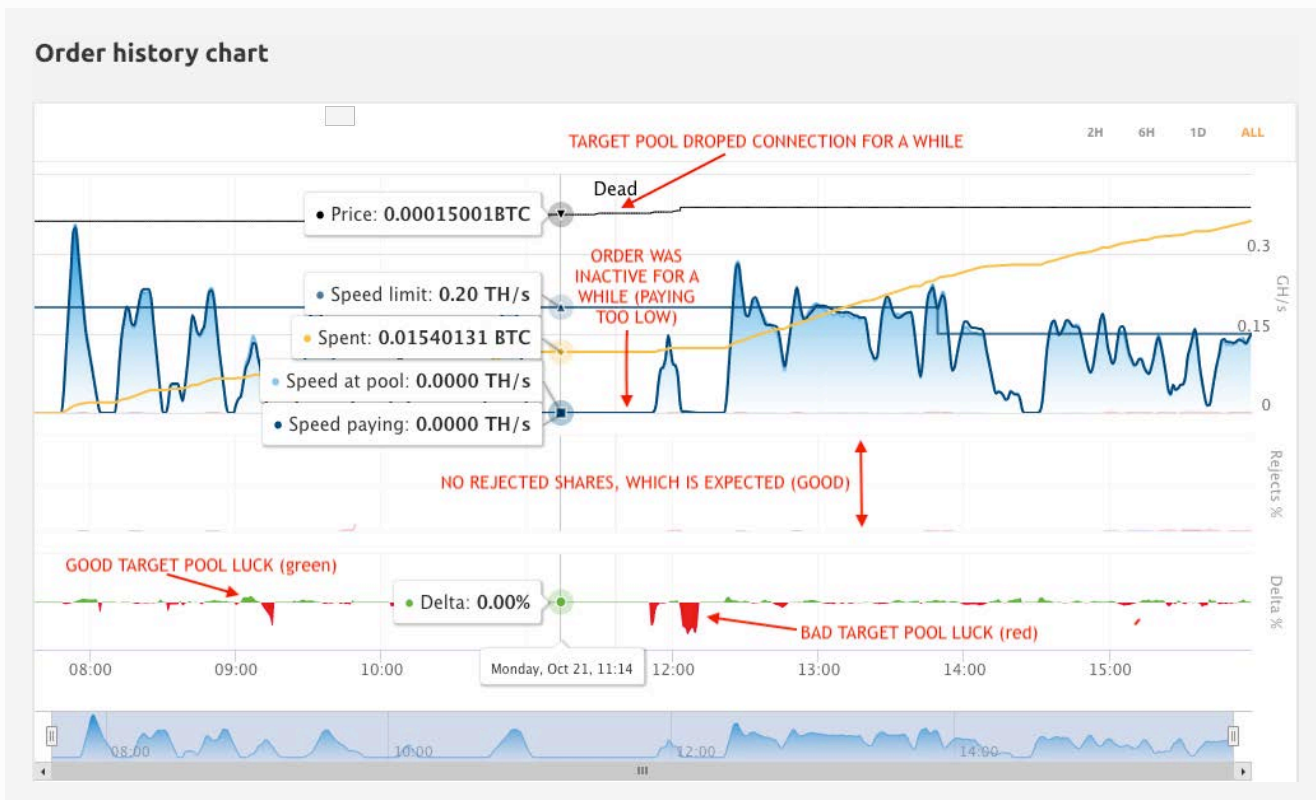 Order history chart
2H 6H 1D ALL
TARGET POOL DROPED CONNECTION FOR A WHILE
Dead
Price: 0.00015001BTC
ORDER WAS
INACTIVE FOR A
WHILE (PAYING
TOO LOW)
Speed limit: 0.20 TH/s
Spent: 0.01540131 BTC
Speed at pool: 0.0000 TH/s
Speed paying: 0.0000 TH/s
0.3
0.15
0
GH/s
NO REJECTED SHARES, WHICH IS EXPECTED (GOOD)
Rejects %
GOOD TARGET POOL LUCK (green)
Delta: 0.00%
BAD TARGET POOL LUCK (red)
Delta %
08:00 09:00 10:00 Monday, Oct 21, 11:14 12:00 13:00 14:00 15:00
08:00 10:00 12:00 14:00